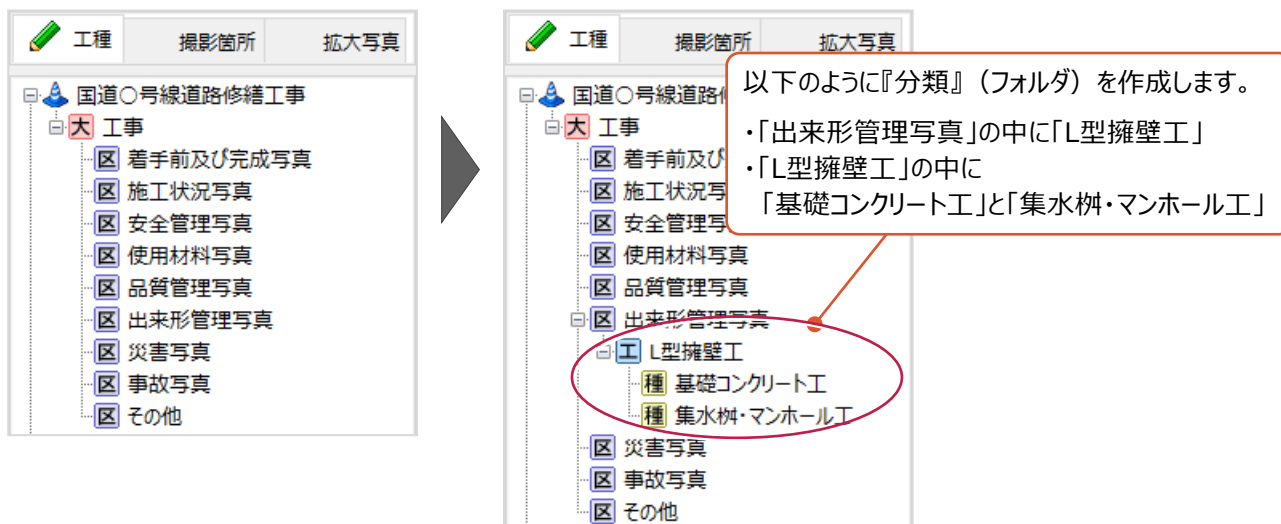 工種 撮影箇所 拡大写真
国道○号線道路修繕工事
大 工事
区 着手前及び完成写真
区 施工状況写真
区 安全管理写真
区 使用材料写真
区 品質管理写真
区 出来形管理写真
区 災害写真
区 事故写真
区 その他
工種 撮影箇所 拡大写真
国道○号線道路
大 工事
区 着手前及び
区 施工状況写
区 安全管理写
区 使用材料写真
区 品質管理写真
区 出来形管理写真
工 L型擁壁工
種 基礎コンクリート工
種 集水桝・マンホール工
区 災害写真
区 事故写真
区 その他
以下のように『分類』（フォルダ）を作成します。
・「出来形管理写真」の中に「L型擁壁工」
・「L型擁壁工」の中に
「基礎コンクリート工」と「集水桝・マンホール工」